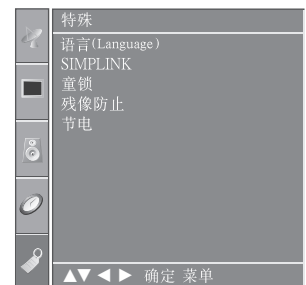 特殊
语言(Language)
SIMPLINK
童锁
残像防止
节电
▲▼◀▶ 确定 菜单